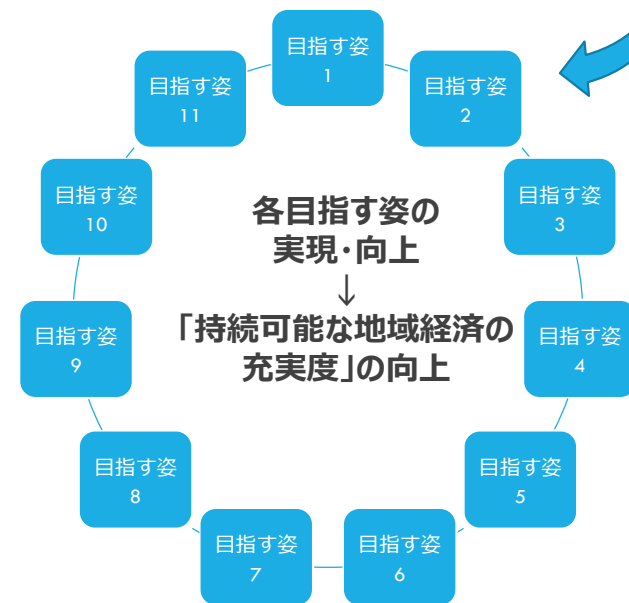 目指す姿
1
目指す姿
2
目指す姿
3
目指す姿
4
目指す姿
5
目指す姿
6
目指す姿
7
目指す姿
8
目指す姿
9
目指す姿
10
目指す姿
11
各目指す姿の
実現・向上
↓
「持続可能な地域経済の
充実度」の向上